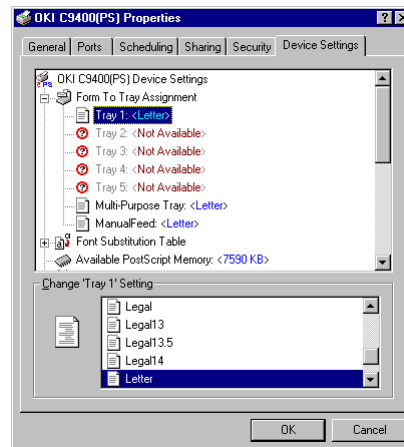 OKI C9400(PS) Properties
General Ports Scheduling Sharing Security Device Settings
OKI C9400(PS) Device Settings
Form To Tray Assignment
Tray 1: <Letter>
Tray 2: <Not Available>
Tray 3: <Not Available>
Tray 4: <Not Available>
Tray 5: <Not Available>
Multi-Purpose Tray: <Letter>
ManualFeed: <Letter>
Font Substitution Table
Available PostScript Memory: <7590 KB>
Change 'Tray 1' Setting
Legal
Legal13
Legal13.5
Legal14
Letter
OK Cancel